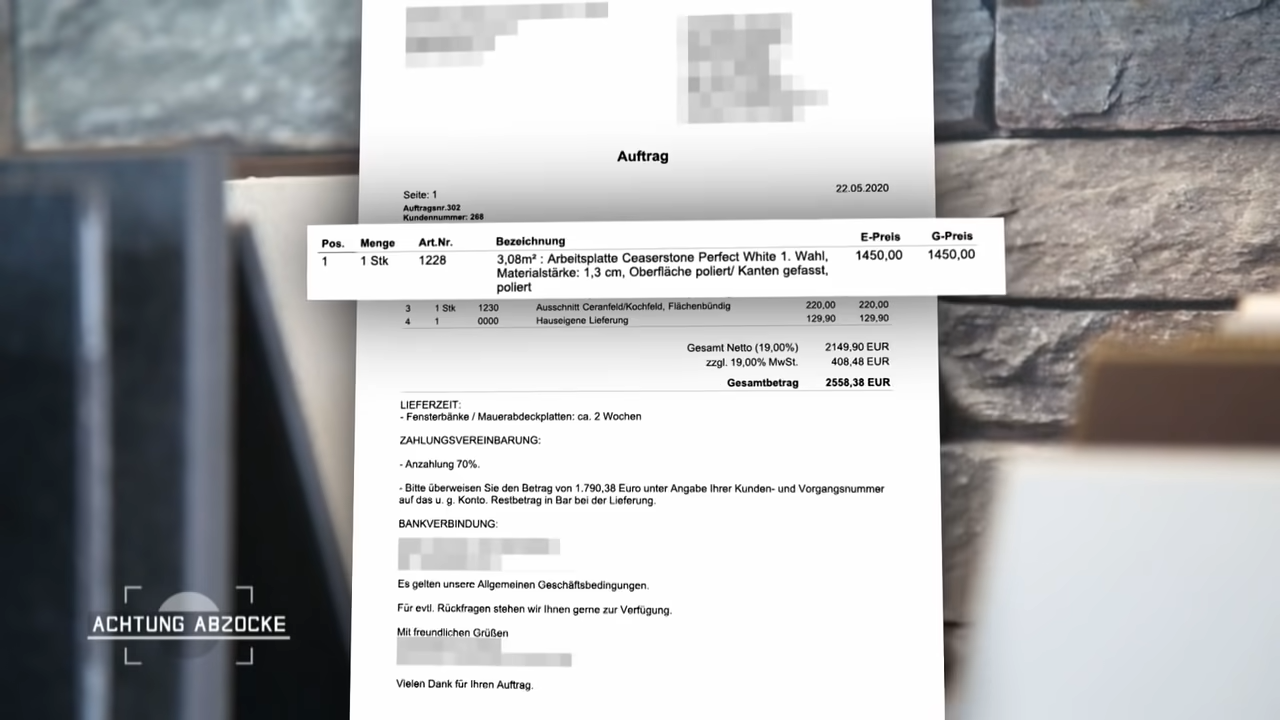 Auftrag
22.05.2020
Seite: 1
Auftragsnr.302
Kundennummer: 268
Pos. Menge Art.Nr. Bezeichnung E-Preis G-Preis
1 1 Stk 1228 3,08m² : Arbeitsplatte Ceaserstone Perfect White 1. Wahl, 1450,00 1450,00
Materialstärke: 1,3 cm, Oberfläche poliert/ Kanten gefasst,
poliert
3 1 Stk 1230 Ausschnitt Ceranfeld/Kochfeld, Flächenbündig 220,00 220,00
4 1 0000 Hauseigene Lieferung 129,90 129,90
Gesamt Netto (19,00%) 2149,90 EUR
zzgl. 19,00% MwSt. 408,48 EUR
Gesamtbetrag 2558,38 EUR
LIEFERZEIT:
- Fensterbänke / Mauerabdeckplatten: ca. 2 Wochen
ZAHLUNGSVEREINBARUNG:
- Anzahlung 70%.
- Bitte überweisen Sie den Betrag von 1.790,38 Euro unter Angabe Ihrer Kunden- und Vorgangsnummer
auf das u. g. Konto. Restbetrag in Bar bei der Lieferung.
BANKVERBINDUNG:
Es gelten unsere Allgemeinen Geschäftsbedingungen.
Für evtl. Rückfragen stehen wir Ihnen gerne zur Verfügung.
Mit freundlichen Grüßen
Vielen Dank für Ihren Auftrag.
ACHTUNG ABZOCKE